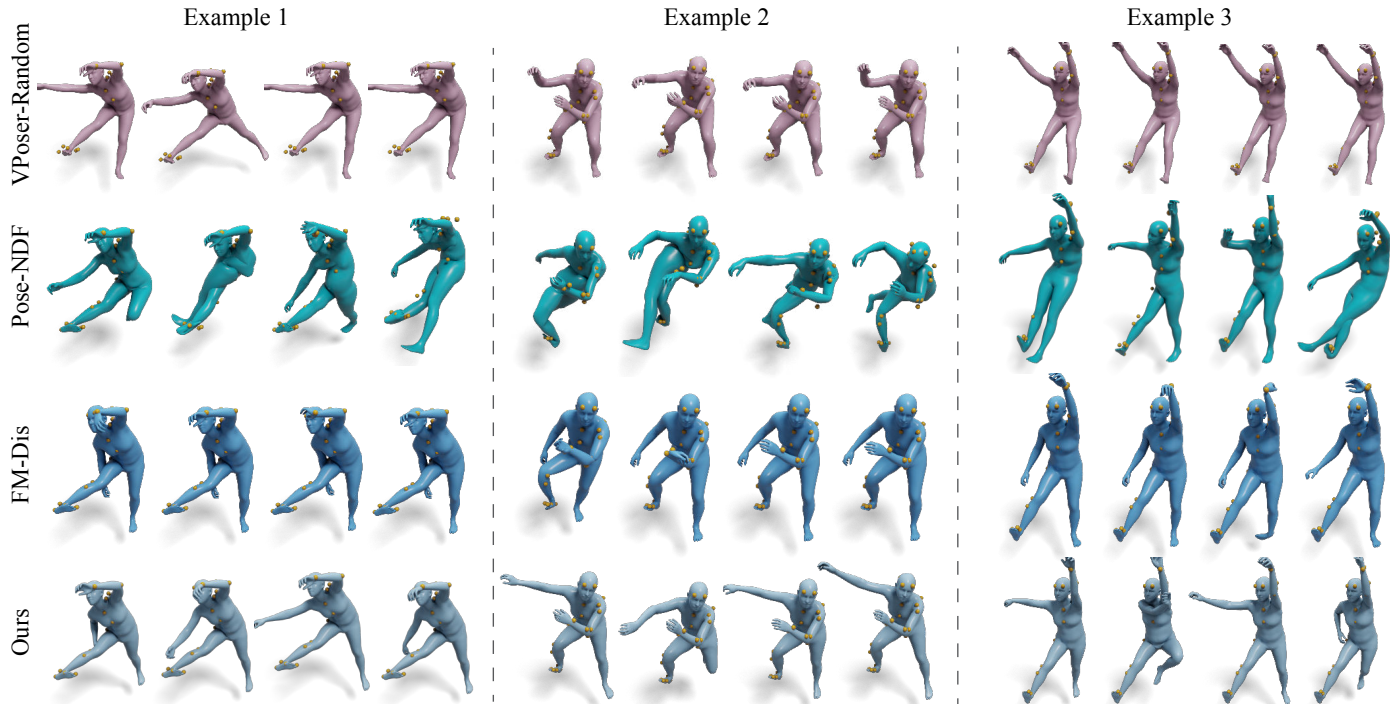 Example 1
Example 2
Example 3
VPoser-Random
Pose-NDF
FM-Dis
Ours